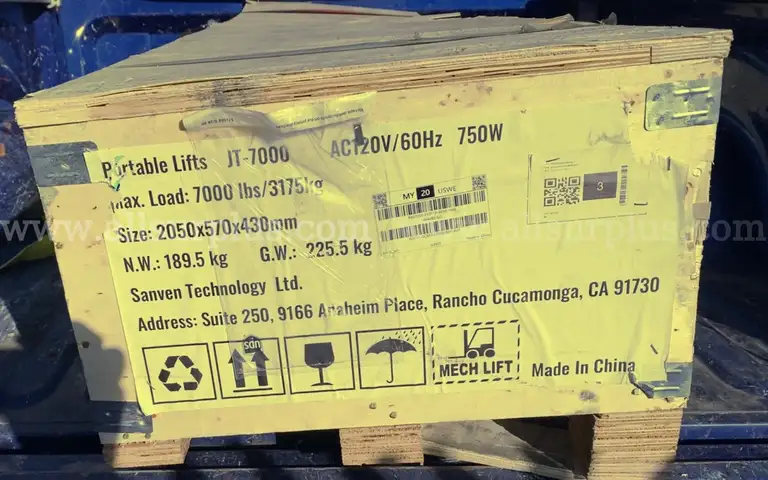 Portable Lifts JT-7000 AC120V/60Hz 750W
Max. Load: 7000 lbs/3175kg
Size: 2050x570x430mm
N.W.: 189.5 kg G.W.: 225.5 kg
Sanven Technology Ltd.
Address: Suite 250, 9166 Anaheim Place, Rancho Cucamonga, CA 91730
MY 20 USWE
3
MECH LIFT
Made In China